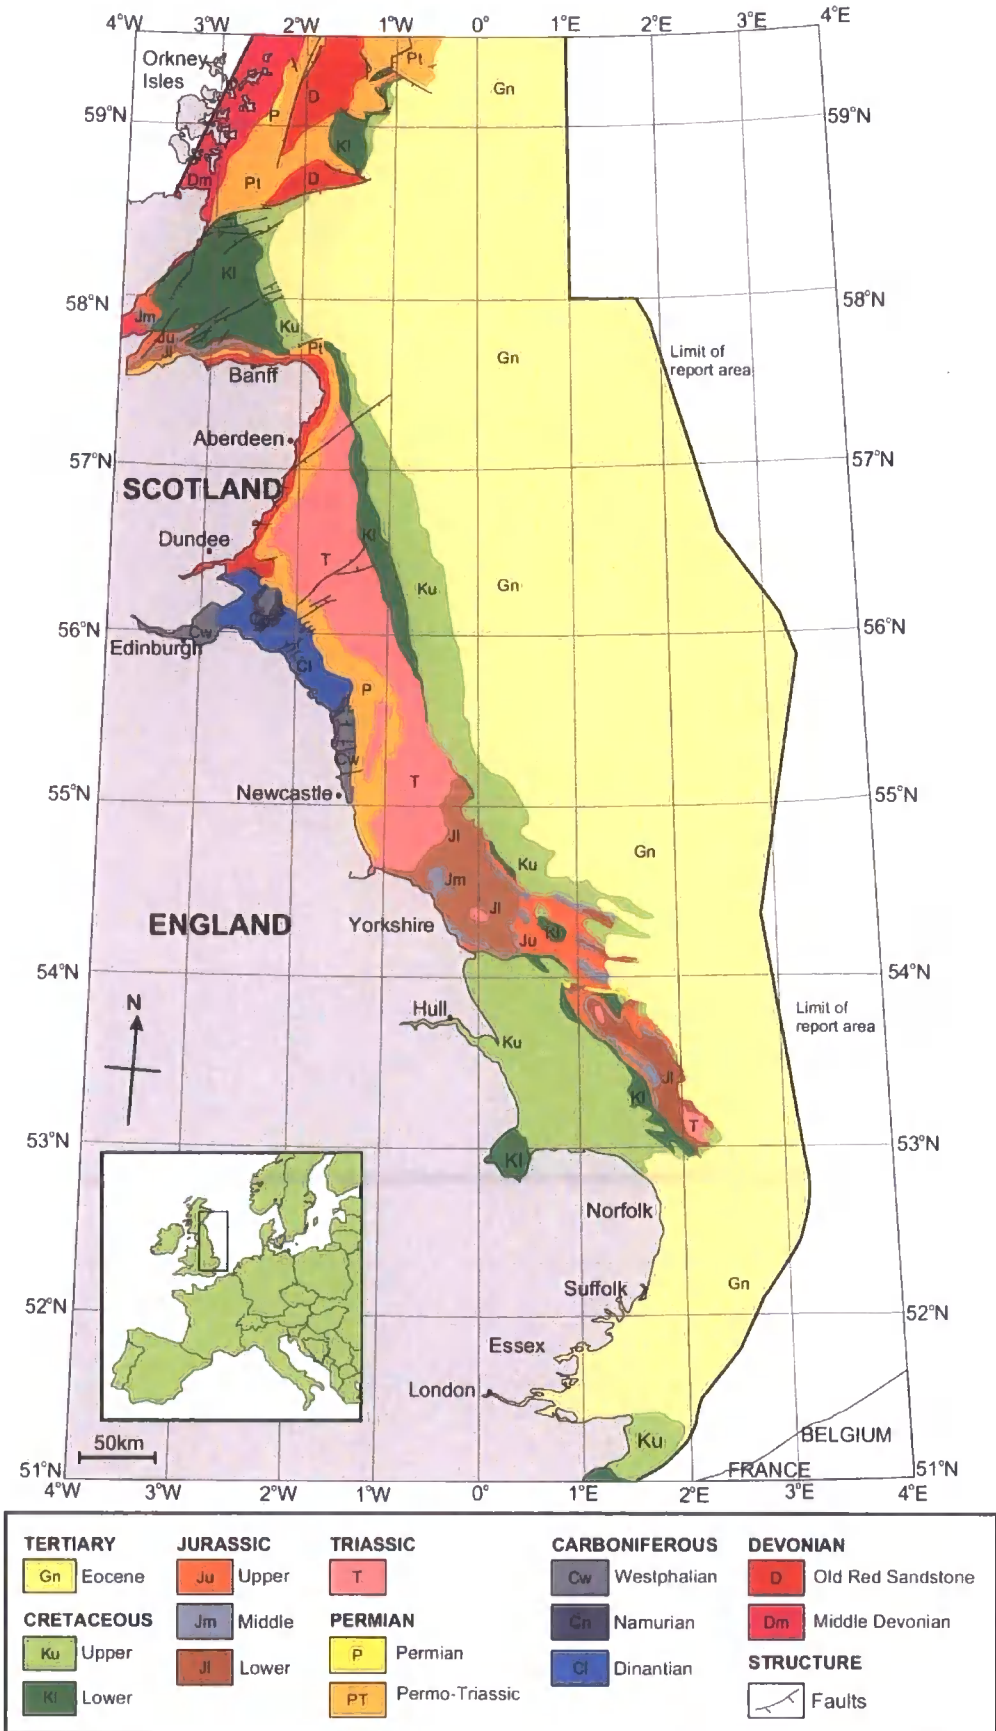 4°W 3°W 2°W 1°W 0° 1°E 2°E 3°E 4°E
Orkney
Isles
Pt
D
Gn
59°N 59°N
P
Kl
Dm Pt D
Kl
58°N 58°N
Jm
Ju
Jl
Ku
Pt
Gn
Limit of
report area
Banff
Aberdeen
57°N 57°N
SCOTLAND
Dundee
Kl
T
Ku
Gn
56°N 56°N
Cw
Edinburgh
Cl
P
Cw
T
Newcastle
55°N 55°N
Jl
Ku
Gn
Jm
Jl
ENGLAND
Yorkshire
Kl
Ju
54°N 54°N
N
Hull
Limit of
report area
Ku
Jl
Kl
T
53°N 53°N
Kl
Norfolk
Gn
Suffolk
52°N 52°N
Essex
London
Ku
BELGIUM
50km
FRANCE
51°N 51°N
4°W 3°W 2°W 1°W 0° 1°E 2°E 3°E 4°E
TERTIARY
Gn Eocene
CRETACEOUS
Ku Upper
Kl Lower
JURASSIC
Ju Upper
Jm Middle
Jl Lower
TRIASSIC
T
PERMIAN
P Permian
PT Permo-Triassic
CARBONIFEROUS
Cw Westphalian
Cn Namurian
Cl Dinantian
DEVONIAN
D Old Red Sandstone
Dm Middle Devonian
STRUCTURE
Faults